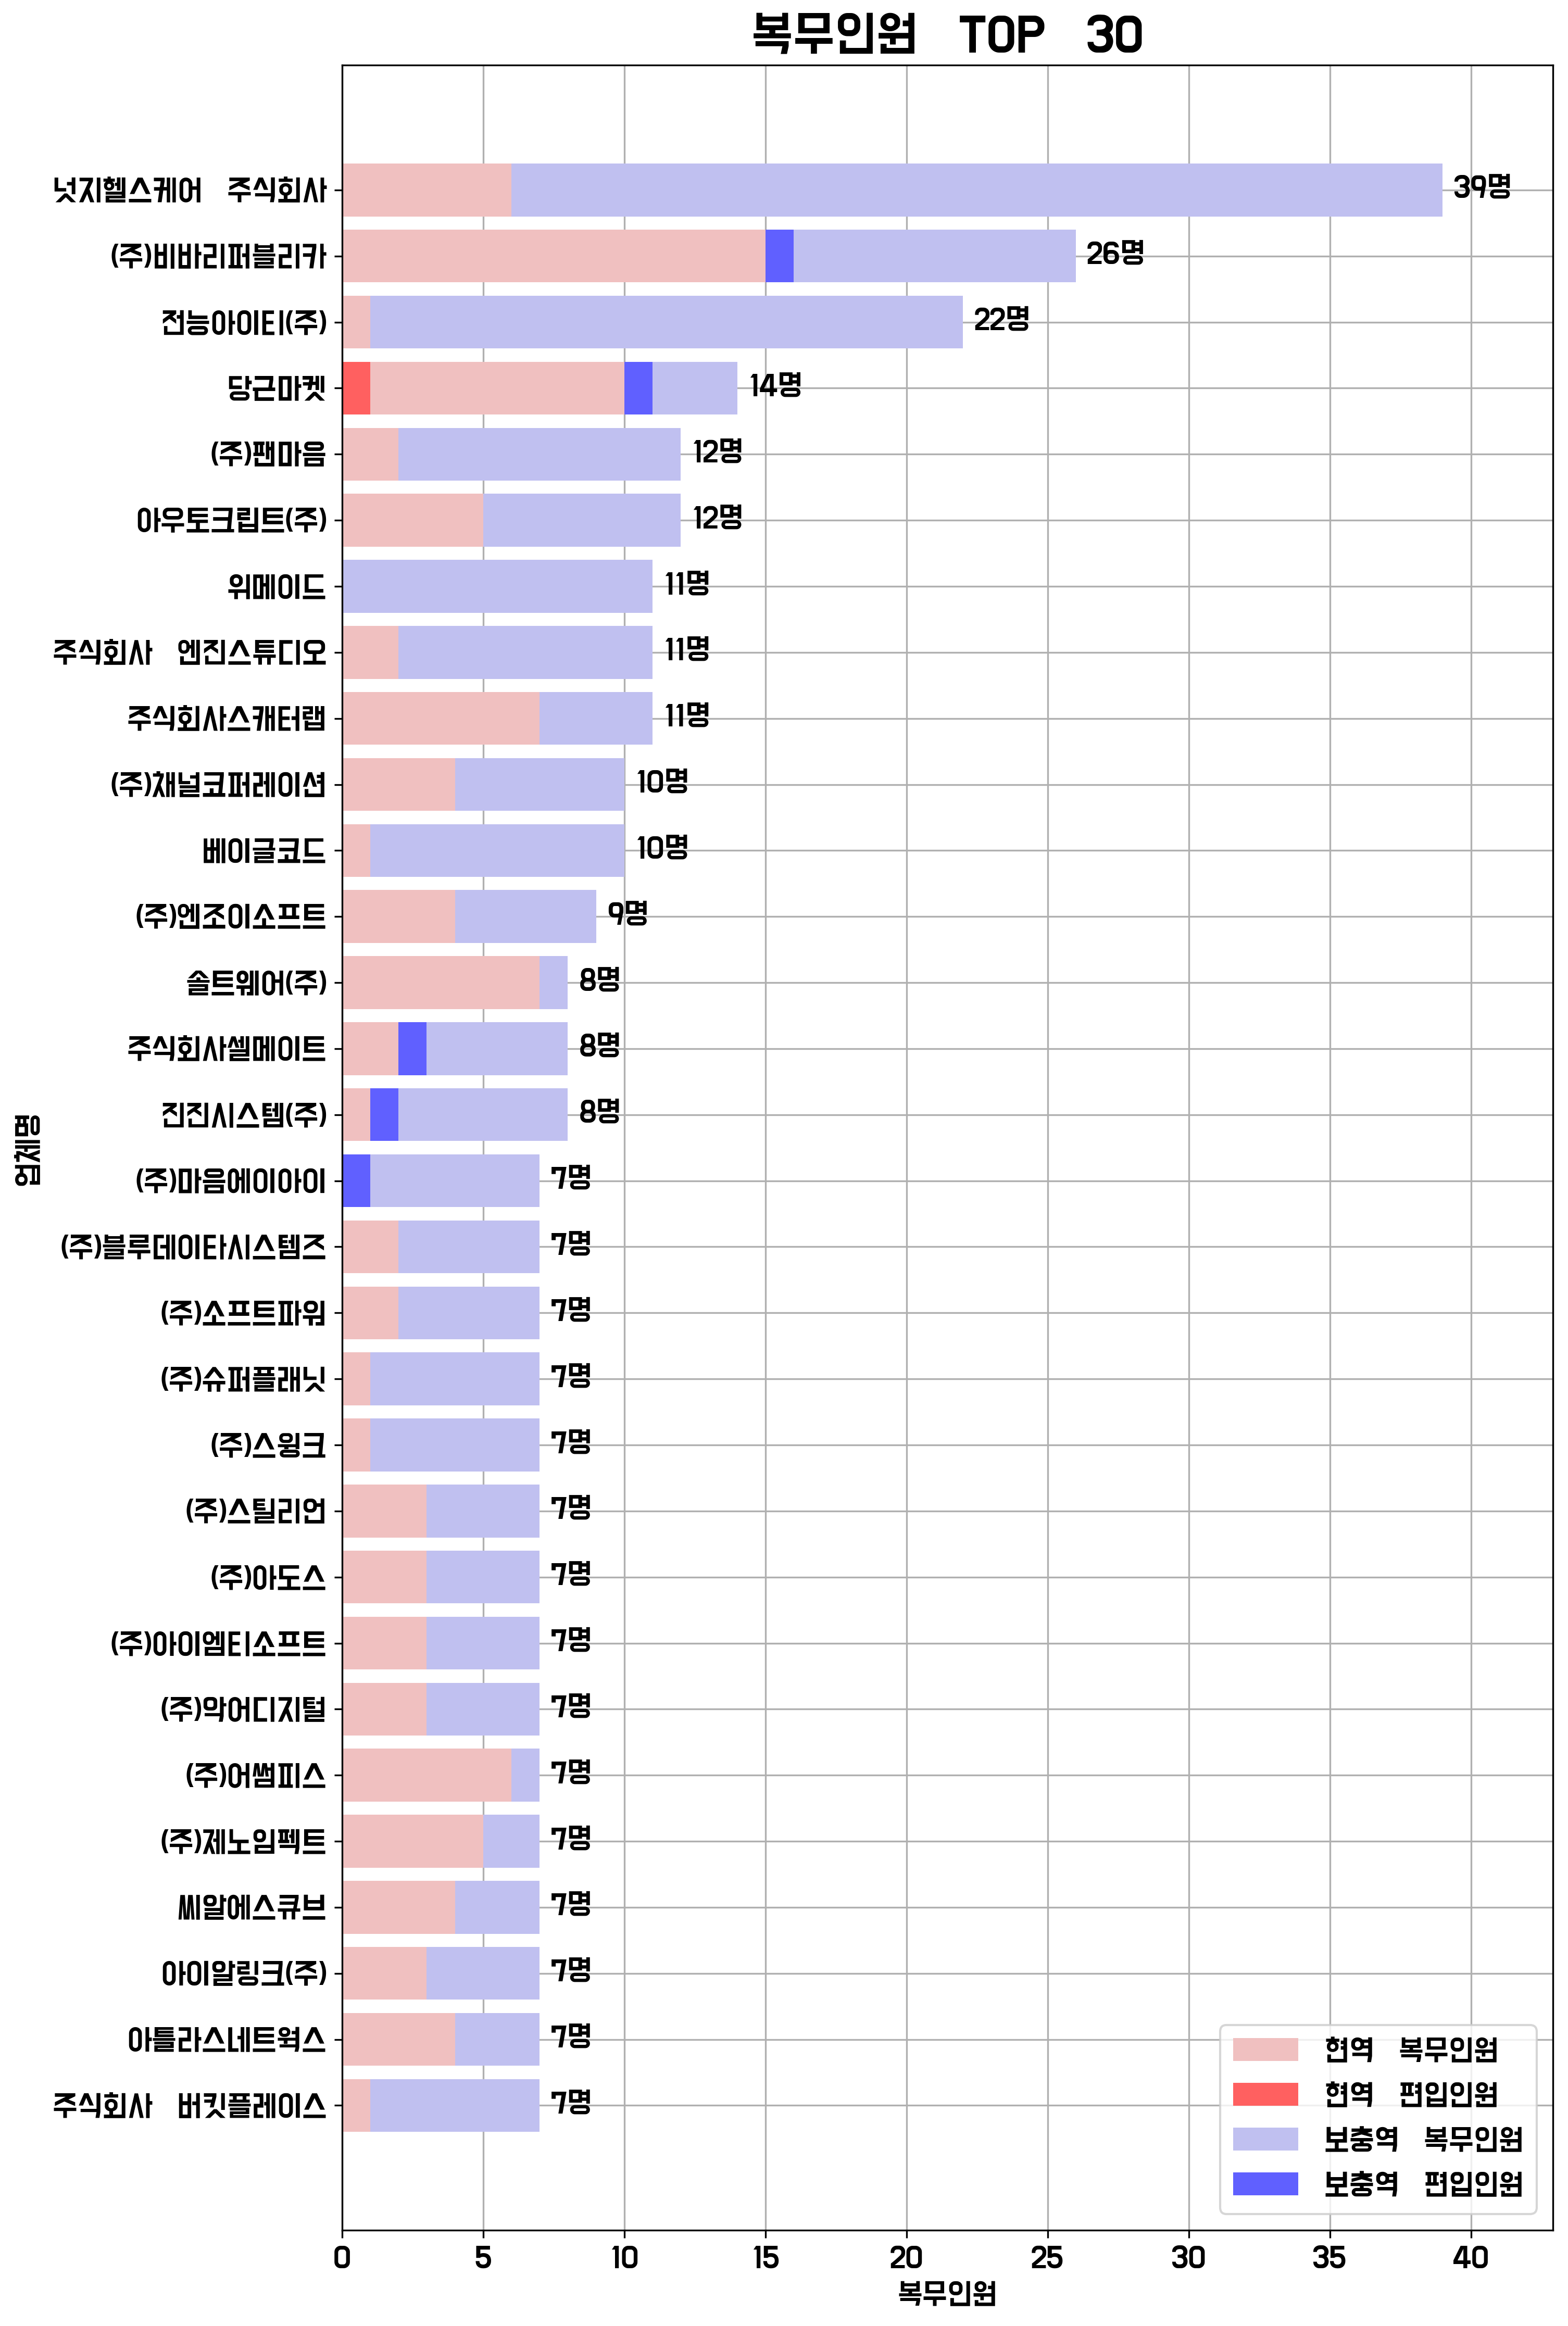 복무인원 TOP 30
넛지헬스케어 주식회사
39명
(주)비바리퍼블리카
26명
전능아이티(주)
22명
당근마켓
14명
(주)팬마음
12명
아우토크립트(주)
12명
위메이드
11명
주식회사 엔진스튜디오
11명
주식회사스캐터랩
11명
(주)채널코퍼레이션
10명
베이글코드
10명
(주)엔조이소프트
9명
솔트웨어(주)
8명
주식회사셀메이트
8명
진진시스템(주)
8명
(주)마음에이아이
7명
(주)블루데이타시스템즈
7명
(주)소프트파워
7명
(주)슈퍼플래닛
7명
(주)스윙크
7명
(주)스틸리언
7명
(주)아도스
7명
(주)아이엠티소프트
7명
(주)악어디지털
7명
(주)어썸피스
7명
(주)제노임펙트
7명
씨알에스큐브
7명
아이알링크(주)
7명
아틀라스네트웍스
7명
주식회사 버킷플레이스
7명
업체명
현역 복무인원
현역 편입인원
보충역 복무인원
보충역 편입인원
0 5 10 15 20 25 30 35 40
복무인원